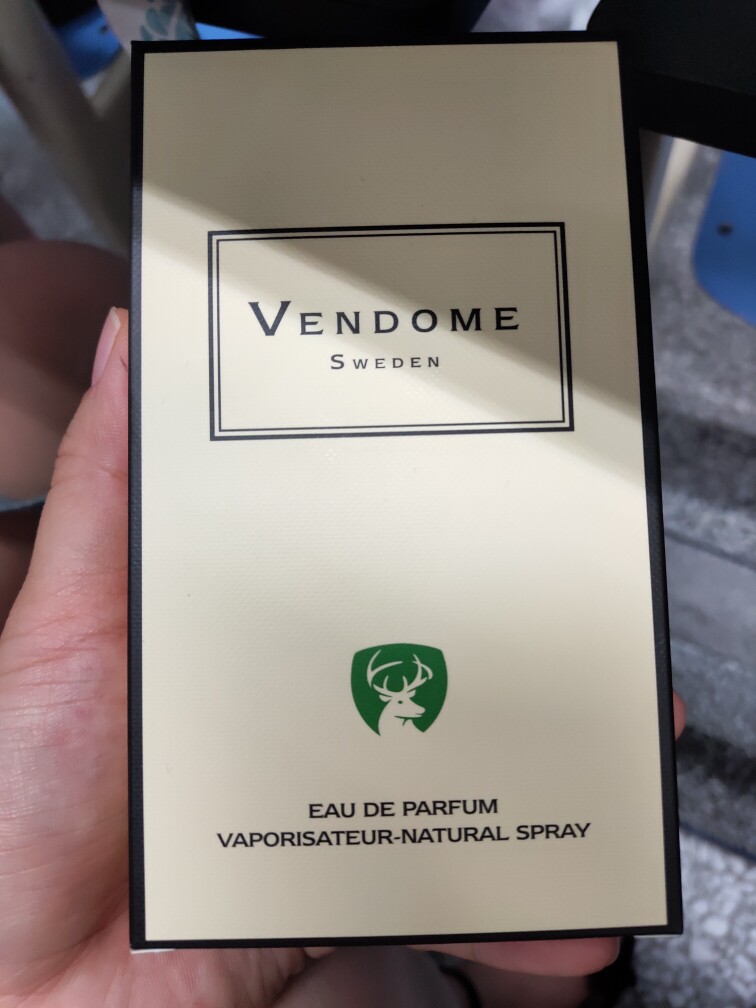 VENDOME
SWEDEN
EAU DE PARFUM
VAPORISATEUR-NATURAL SPRAY